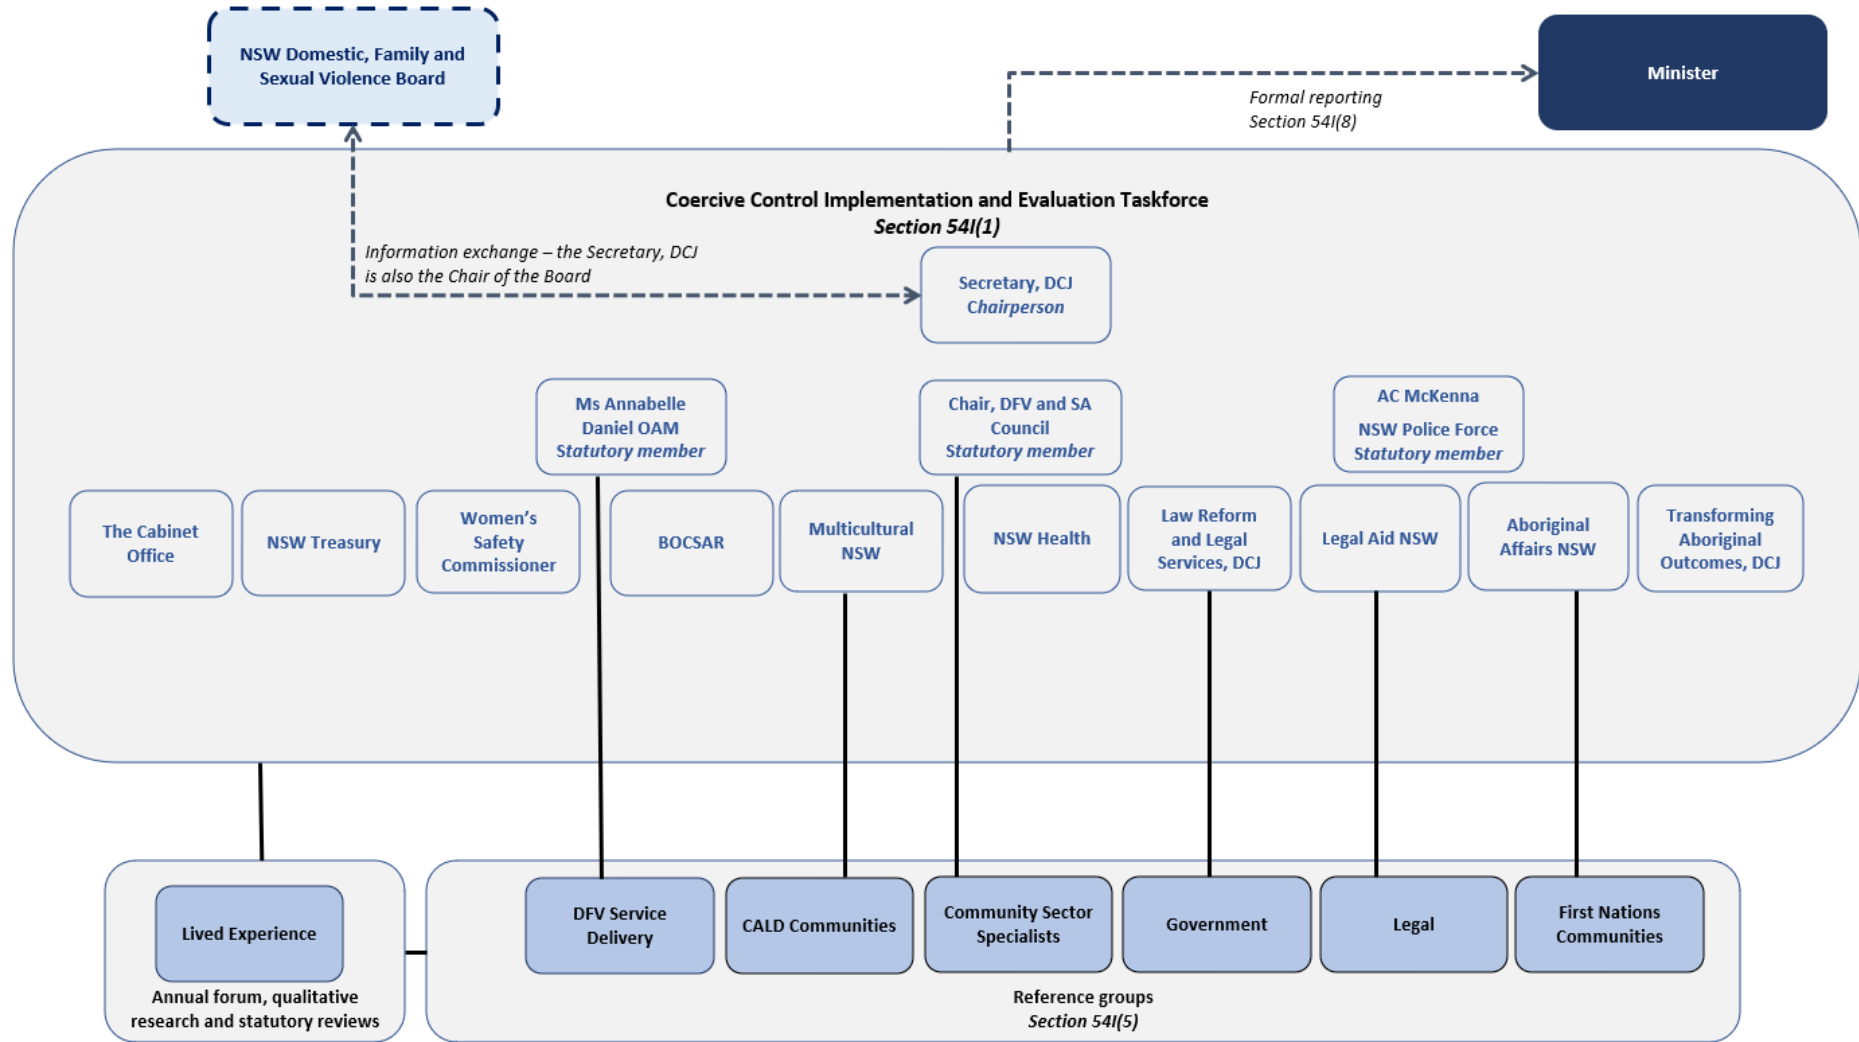 NSW Domestic, Family and
Sexual Violence Board
Minister
Formal reporting
Section 54I(8)
Coercive Control Implementation and Evaluation Taskforce
Section 54I(1)
Information exchange – the Secretary, DCJ
is also the Chair of the Board
Secretary, DCJ
Chairperson
Ms Annabelle
Daniel OAM
Statutory member
Chair, DFV and SA
Council
Statutory member
AC McKenna
NSW Police Force
Statutory member
The Cabinet
Office
NSW Treasury
Women's
Safety
Commissioner
BOCSAR
Multicultural
NSW
NSW Health
Law Reform
and Legal
Services, DCJ
Legal Aid NSW
Aboriginal
Affairs NSW
Transforming
Aboriginal
Outcomes, DCJ
Lived Experience
Annual forum, qualitative
research and statutory reviews
DFV Service
Delivery
CALD Communities
Community Sector
Specialists
Government
Legal
First Nations
Communities
Reference groups
Section 54I(5)